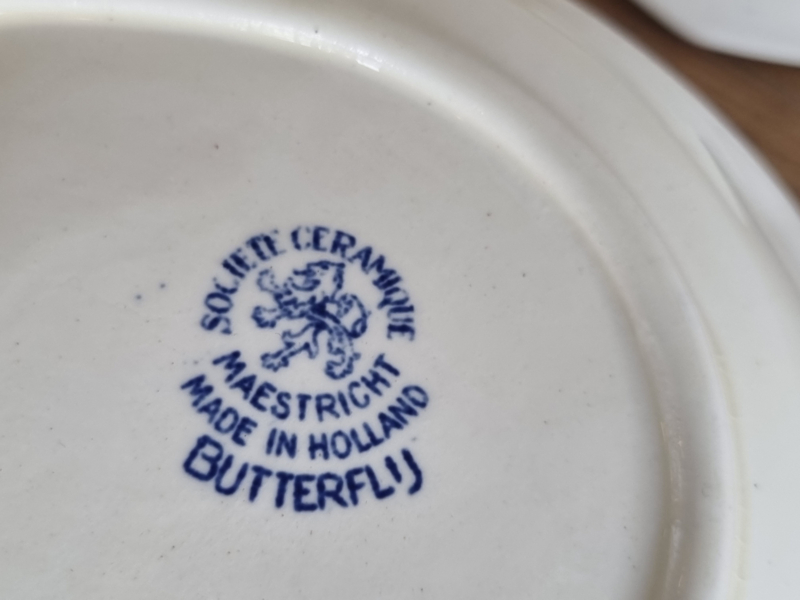 SOCIETE CERAMIQUE
MAESTRICHT
MADE IN HOLLAND
BUTTERFLIJ